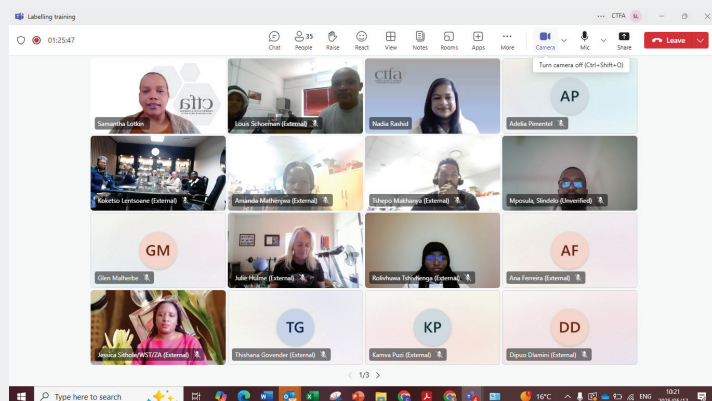 Labelling training
CTFA SL
01:25:47
Chat
35
People
Raise
React
View
Notes
Rooms
Apps
More
Camera
Mic
Share
Leave
Turn camera off (Ctrl+Shift+O)
Samantha Lotkin
Louis Schoeman (External)
ctfa
Nadia Rashid
AP
Adelia Pimentel
Koketso Lentsoane (External)
Amanda Mathenjwa (External)
Tshepo Makhanya (External)
Mposula, Slindelo (Unverified)
GM
Glen Malherbe
Julie Hulme (External)
Rolivhuwa Tshivhenga (External)
AF
Ana Ferreira (External)
Jessica Sithole/WST/ZA (External)
TG
Thishana Govender (External)
KP
Kamva Puzi (External)
DD
Dipuo Dlamini (External)
1/3
Type here to search
16°C
ENG
10:21